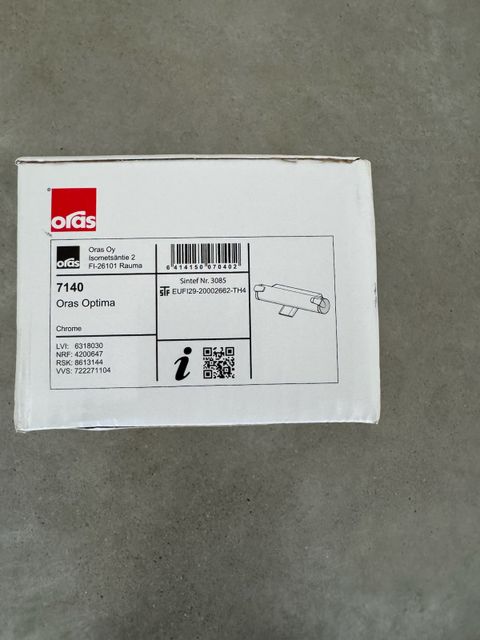 oras
oras
Oras Oy
Isometsäntie 2
FI-26101 Rauma
6 414150 070402
7140
Oras Optima
Chrome
Sintef Nr. 3085
STF EUFI29-20002662-TH4
LVI: 6318030
NRF: 4200647
RSK: 8613144
VVS: 722271104
i